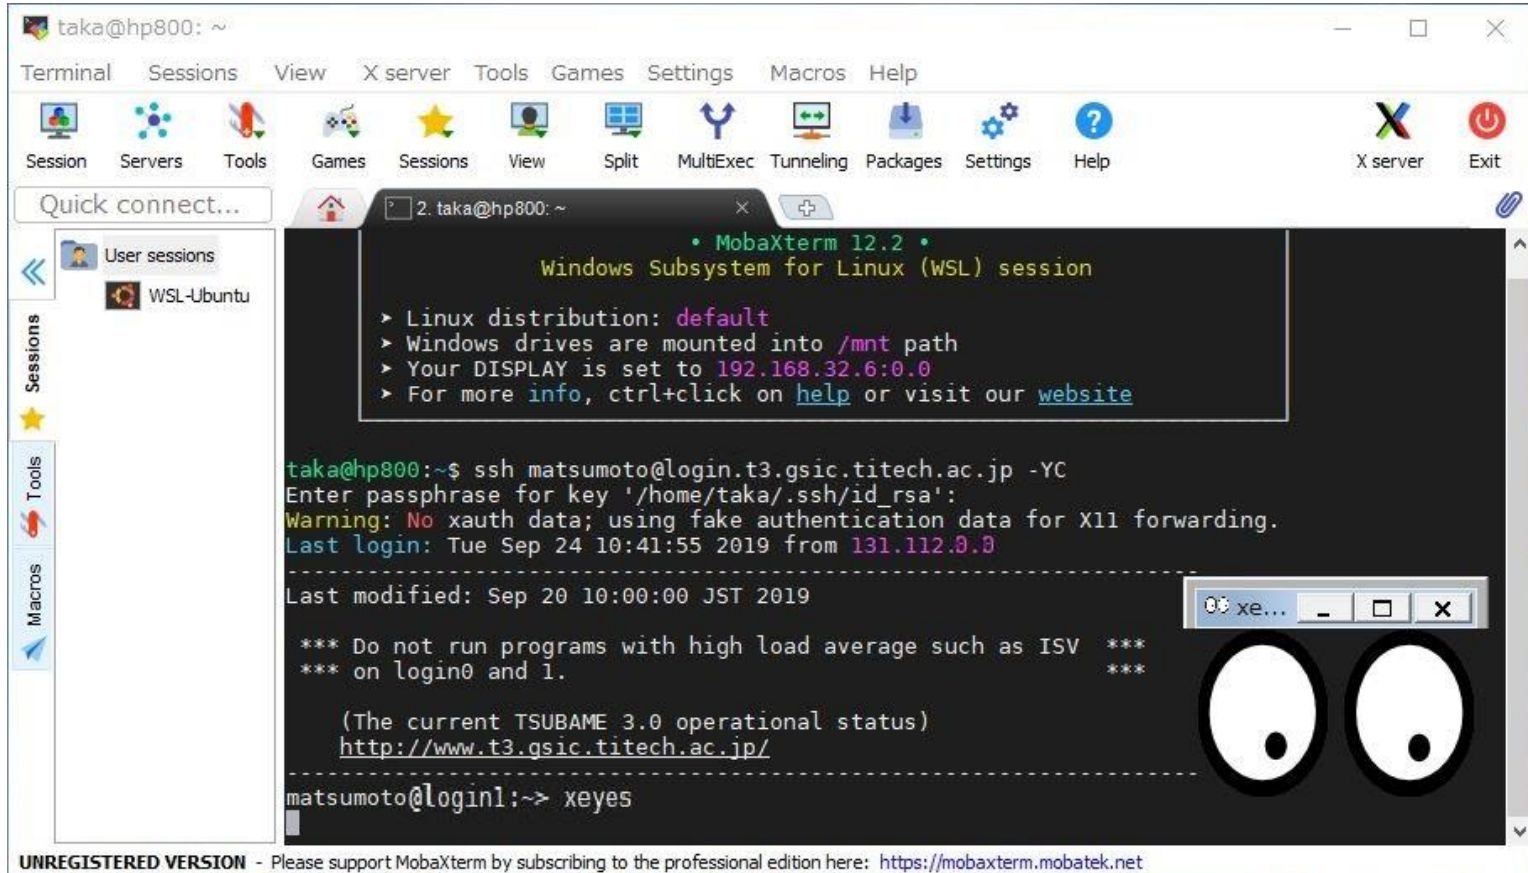 taka@hp800: ~
Terminal Sessions View X server Tools Games Settings Macros Help
Session Servers Tools Games Sessions View Split MultiExec Tunneling Packages Settings Help X server Exit
Quick connect... 2. taka@hp800: ~
User sessions
WSL-Ubuntu
Sessions
Tools
Macros
• MobaXterm 12.2 •
Windows Subsystem for Linux (WSL) session
➤ Linux distribution: default
➤ Windows drives are mounted into /mnt path
➤ Your DISPLAY is set to 192.168.32.6:0.0
➤ For more info, ctrl+click on help or visit our website
taka@hp800:~$ ssh matsumoto@login.t3.gsic.titech.ac.jp -YC
Enter passphrase for key '/home/taka/.ssh/id_rsa':
Warning: No xauth data; using fake authentication data for X11 forwarding.
Last login: Tue Sep 24 10:41:55 2019 from 131.112.0.0
------------------------------------------------------------------
Last modified: Sep 20 10:00:00 JST 2019
*** Do not run programs with high load average such as ISV ***
*** on login0 and 1. ***
(The current TSUBAME 3.0 operational status)
http://www.t3.gsic.titech.ac.jp/
------------------------------------------------------------------
matsumoto@login1:~> xeyes
xe...
UNREGISTERED VERSION - Please support MobaXterm by subscribing to the professional edition here: https://mobaxterm.mobatek.net